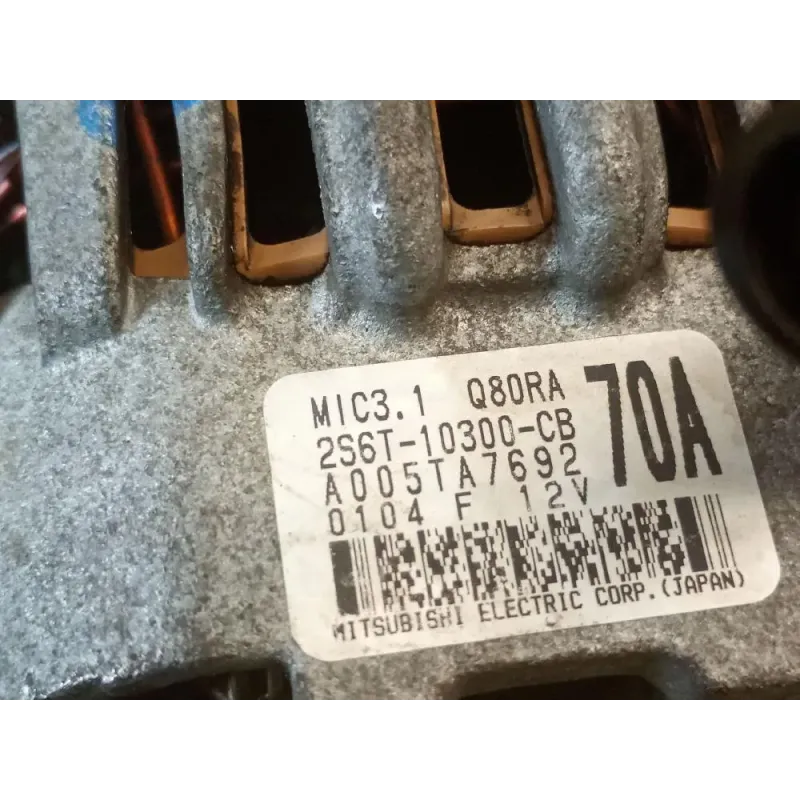 MIC3.1 Q80RA 70A
2S6T-10300-CB
A005TA7692
0104 F 12V
MITSUBISHI ELECTRIC CORP.(JAPAN)